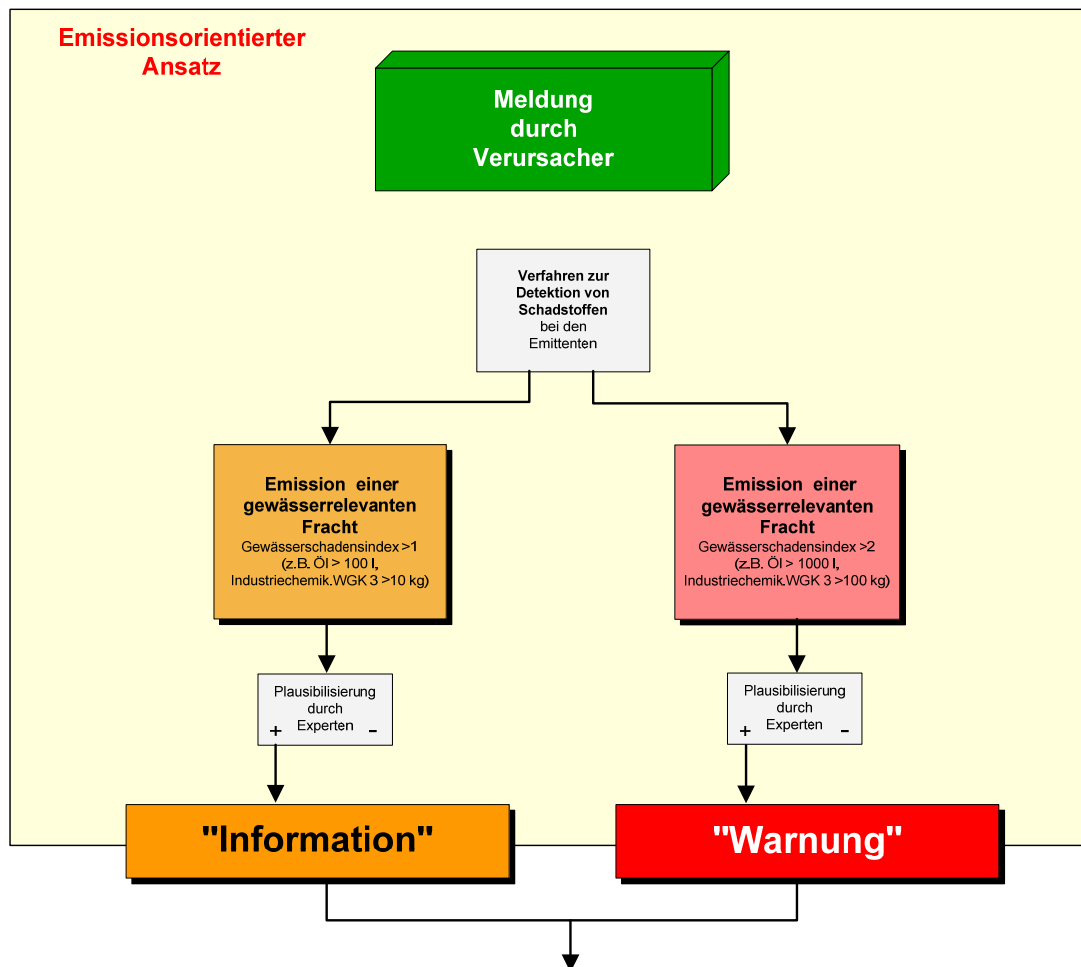 Emissionsorientierter
Ansatz
Meldung
durch
Verursacher
Verfahren zur
Detektion von
Schadstoffen
bei den
Emittenten
Emission einer
gewässerrelevanten
Fracht
Gewässerschadensindex >1
(z.B. Öl > 100 l,
Industriechemik.WGK 3 >10 kg)
Emission einer
gewässerrelevanten
Fracht
Gewässerschadensindex >2
(z.B. Öl > 1000 l,
Industriechemik.WGK 3 >100 kg)
Plausibilisierung
durch
Experten
+ -
Plausibilisierung
durch
Experten
+ -
"Information"
"Warnung"